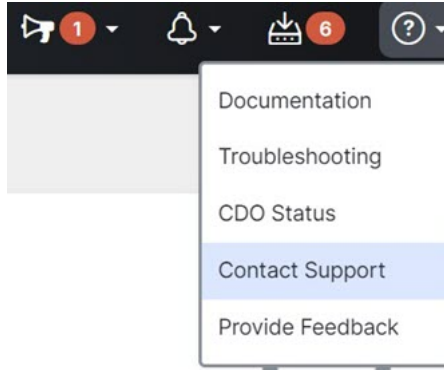 1
6
?
Documentation
Troubleshooting
CDO Status
Contact Support
Provide Feedback